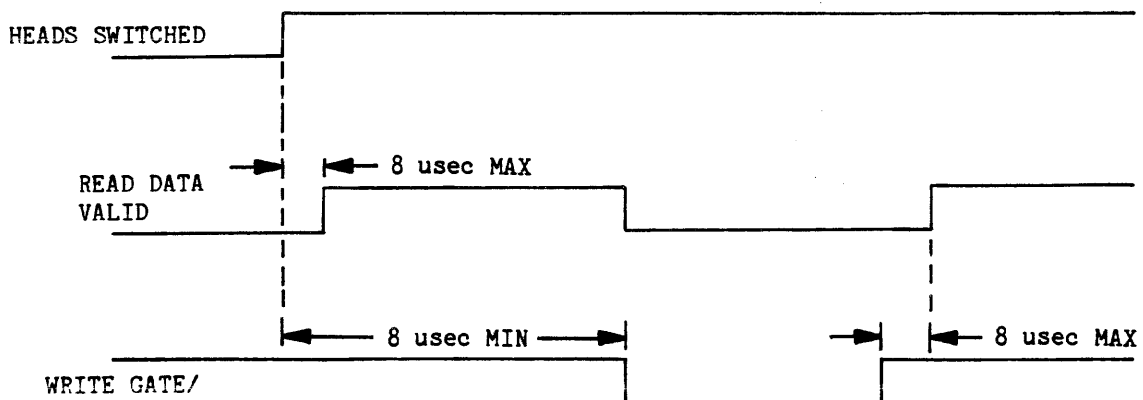 HEADS SWITCHED
8 usec MAX
READ DATA
VALID
8 usec MIN
8 usec MAX
WRITE GATE/